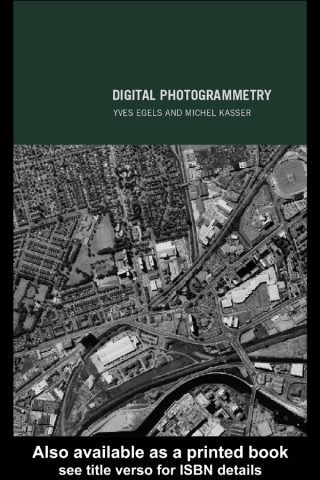 DIGITAL PHOTOGRAMMETRY
YVES EGELS AND MICHEL KASSER
Also available as a printed book
see title verso for ISBN details